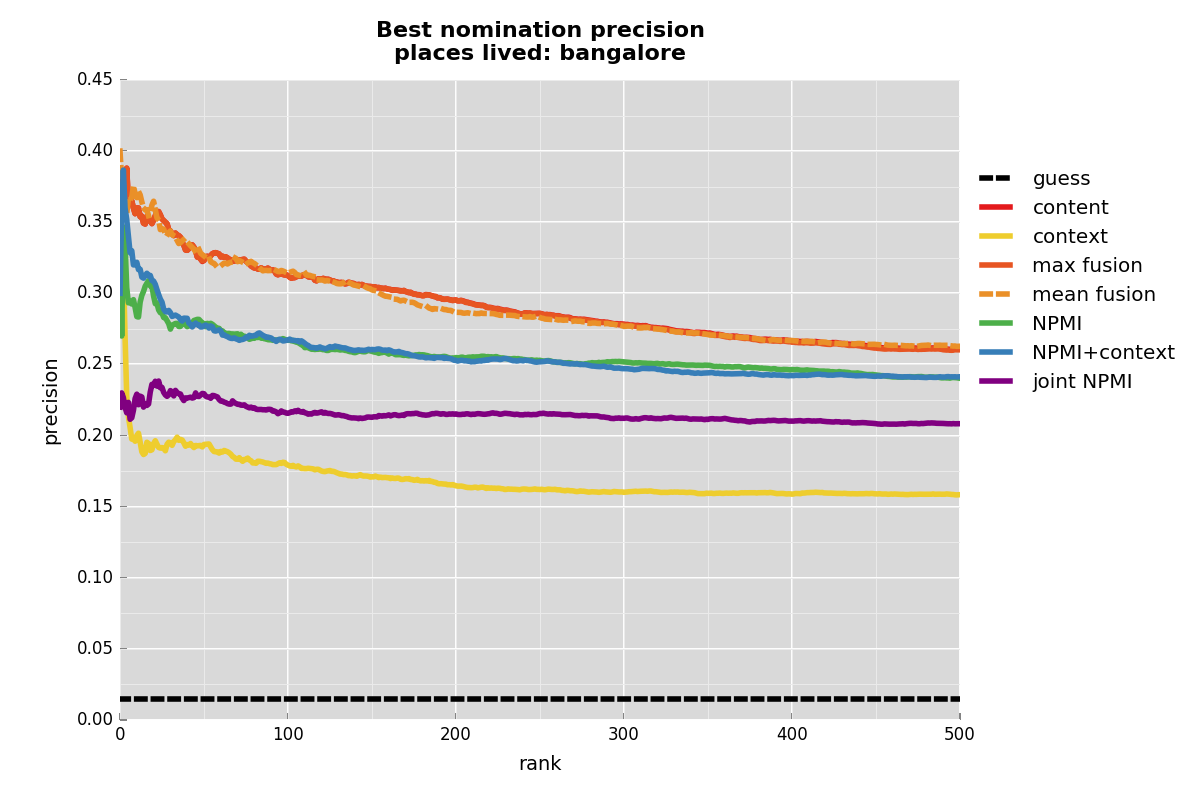 Best nomination precision
places lived: bangalore
precision
0.45
0.40
0.35
0.30
0.25
0.20
0.15
0.10
0.05
0.00
0 100 200 300 400 500
rank
guess
content
context
max fusion
mean fusion
NPMI
NPMI+context
joint NPMI